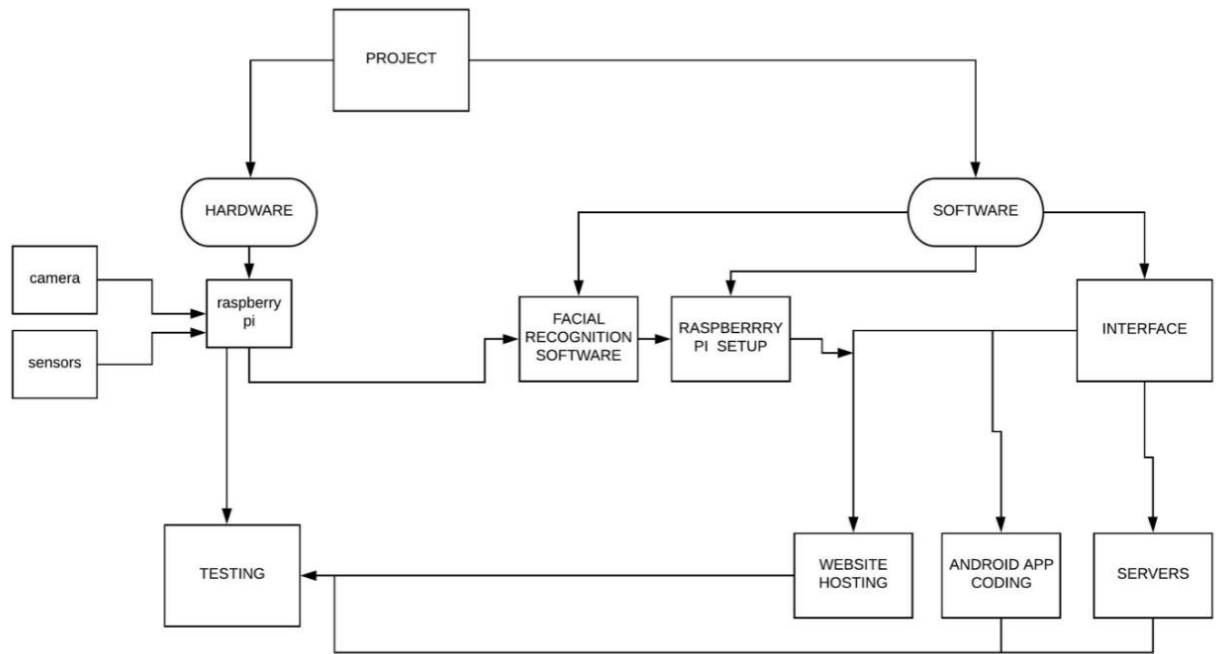 PROJECT
HARDWARE
SOFTWARE
camera
raspberry
pi
sensors
FACIAL
RECOGNITION
SOFTWARE
RASPBERRRY
PI SETUP
INTERFACE
TESTING
WEBSITE
HOSTING
ANDROID APP
CODING
SERVERS